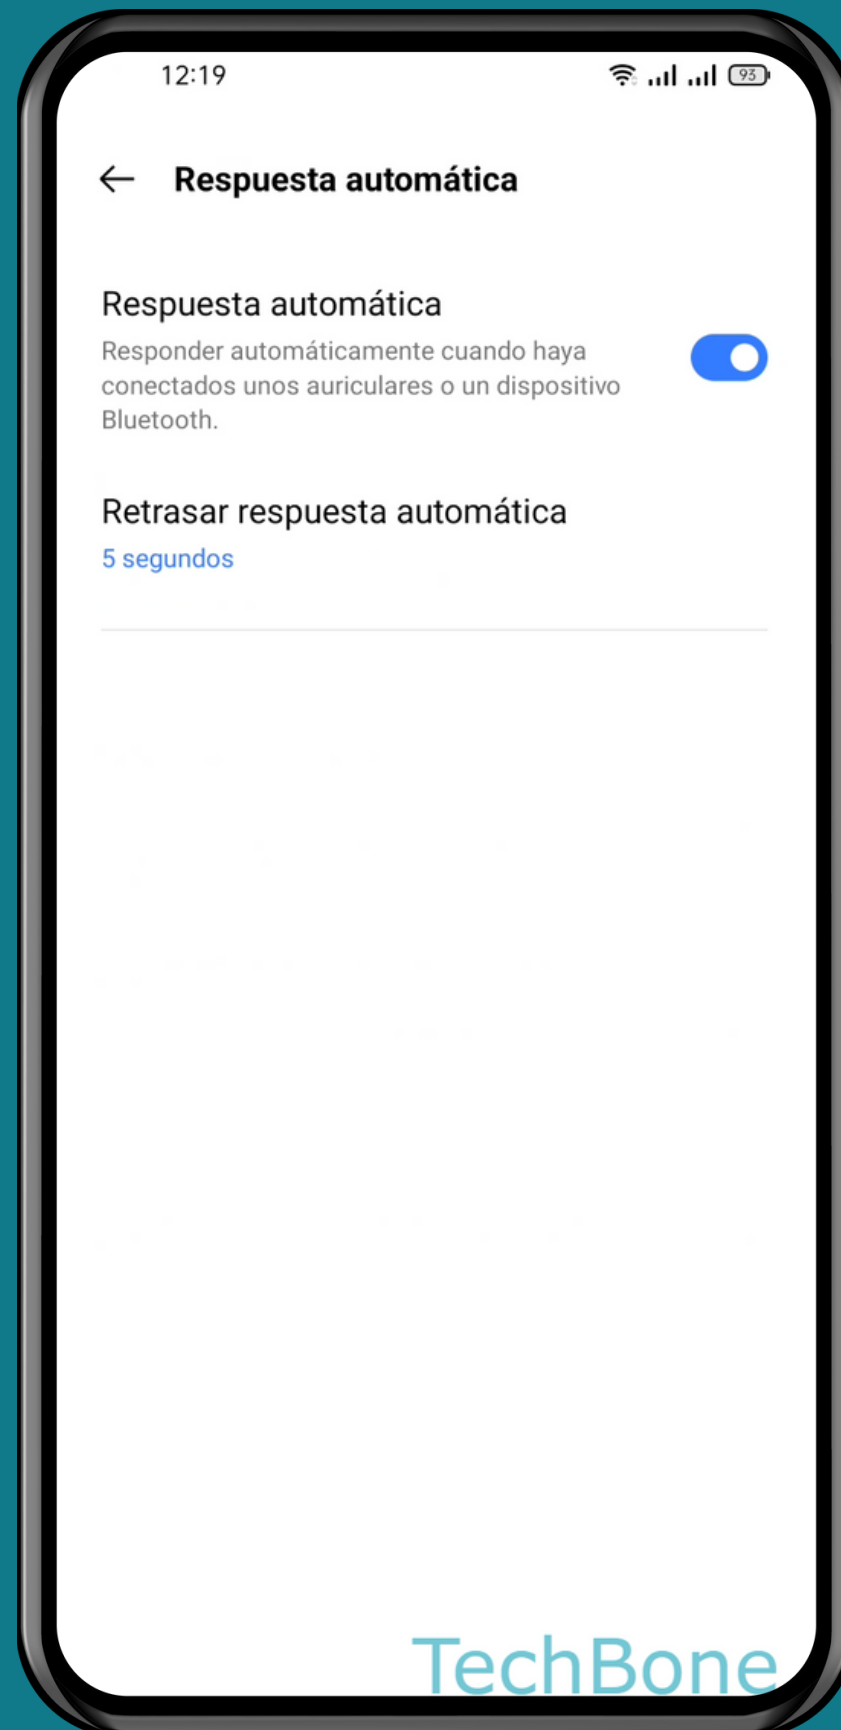 12:19
93
Respuesta automática
Respuesta automática
Responder automáticamente cuando haya
conectados unos auriculares o un dispositivo
Bluetooth.
Retrasar respuesta automática
5 segundos
TechBone